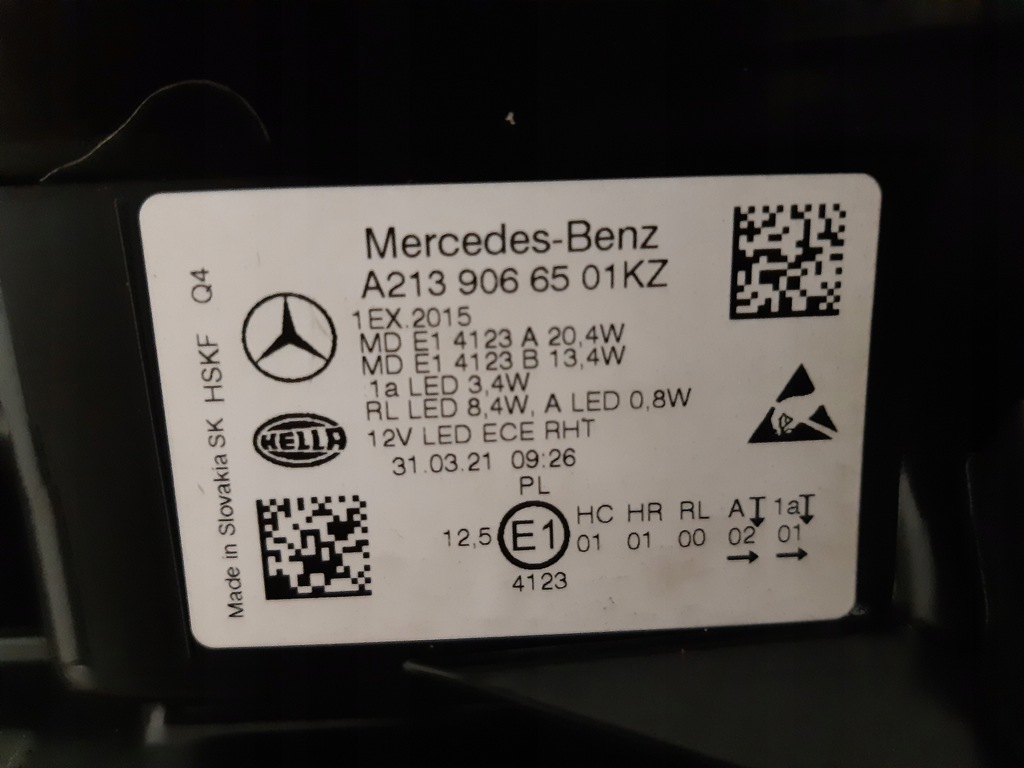 Mercedes-Benz
A213 906 65 01KZ
1EX.2015
MD E1 4123 A 20,4W
MD E1 4123 B 13,4W
1a LED 3,4W
RL LED 8,4W, A LED 0,8W
12V LED ECE RHT
31.03.21 09:26
PL
12,5 E1 HC HR RL A 1a
01 01 00 02 01
4123
HELLA
Made in Slovakia SK HSKF Q4